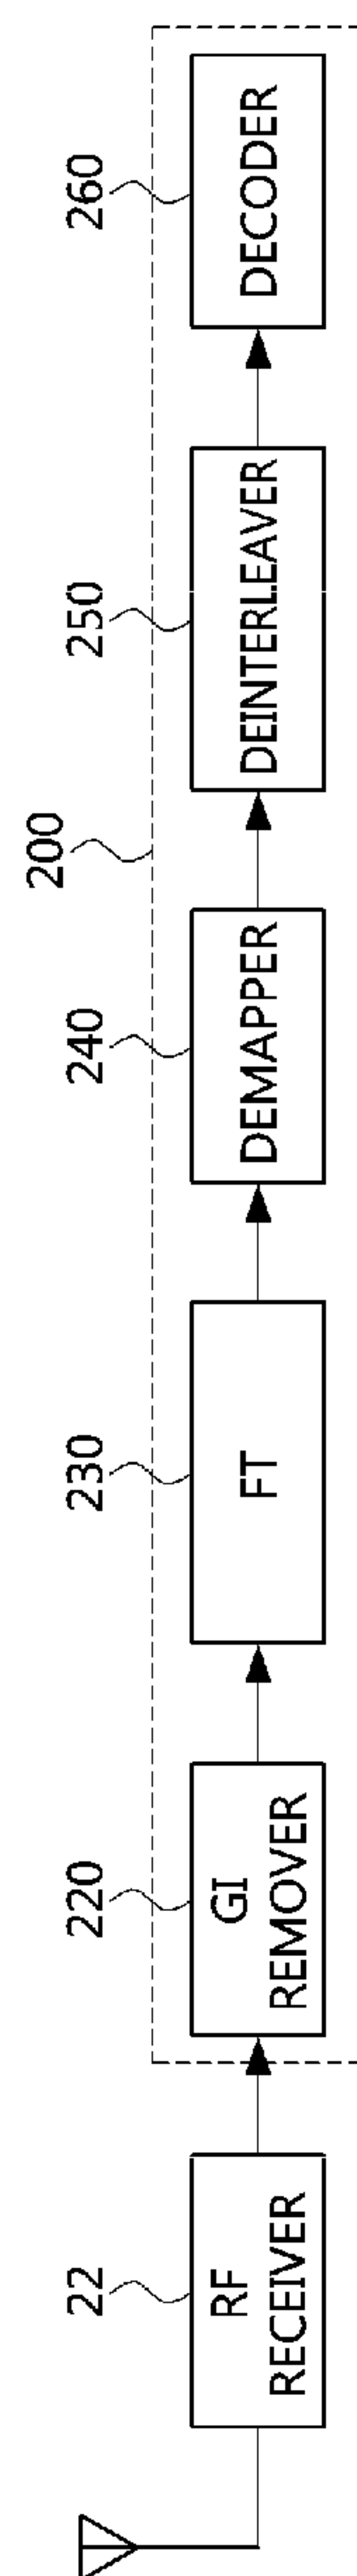 200
22
220
230
240
250
260
RF
RECEIVER
GI
REMOVER
FT
DEMAPPER
DEINTERLEAVER
DECODER